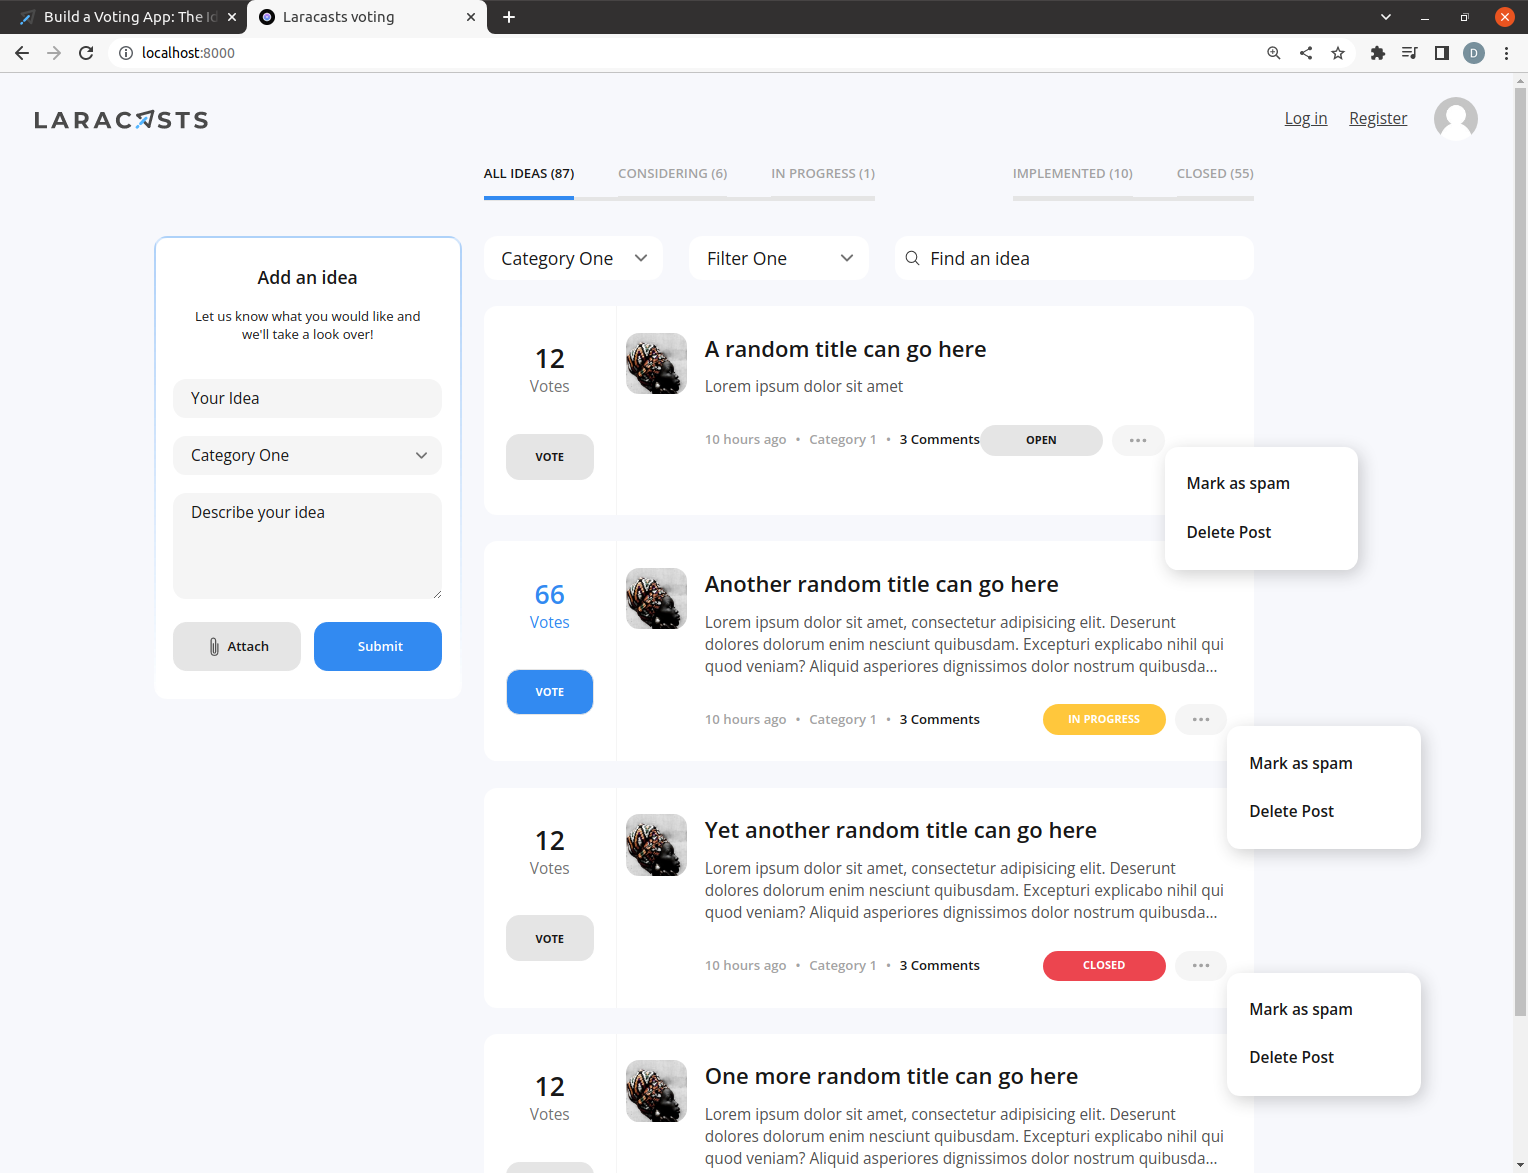 Build a Voting App: The Id
Laracasts voting
localhost:8000
D
LARACASTS
Log in
Register
ALL IDEAS (87)
CONSIDERING (6)
IN PROGRESS (1)
IMPLEMENTED (10)
CLOSED (55)
Add an idea
Let us know what you would like and
we'll take a look over!
Your Idea
Category One
Describe your idea
Attach
Submit
Category One
Filter One
Find an idea
12
Votes
VOTE
A random title can go here
Lorem ipsum dolor sit amet
10 hours ago • Category 1 • 3 Comments
OPEN
Mark as spam
Delete Post
66
Votes
VOTE
Another random title can go here
Lorem ipsum dolor sit amet, consectetur adipisicing elit. Deserunt
dolores dolorum enim nesciunt quibusdam. Excepturi explicabo nihil qui
quod veniam? Aliquid asperiores dignissimos dolor nostrum quibusda...
10 hours ago • Category 1 • 3 Comments
IN PROGRESS
Mark as spam
Delete Post
12
Votes
VOTE
Yet another random title can go here
Lorem ipsum dolor sit amet, consectetur adipisicing elit. Deserunt
dolores dolorum enim nesciunt quibusdam. Excepturi explicabo nihil qui
quod veniam? Aliquid asperiores dignissimos dolor nostrum quibusda...
10 hours ago • Category 1 • 3 Comments
CLOSED
Mark as spam
Delete Post
12
Votes
One more random title can go here
Lorem ipsum dolor sit amet, consectetur adipisicing elit. Deserunt
dolores dolorum enim nesciunt quibusdam. Excepturi explicabo nihil qui
quod veniam? Aliquid asperiores dignissimos dolor nostrum quibusda...